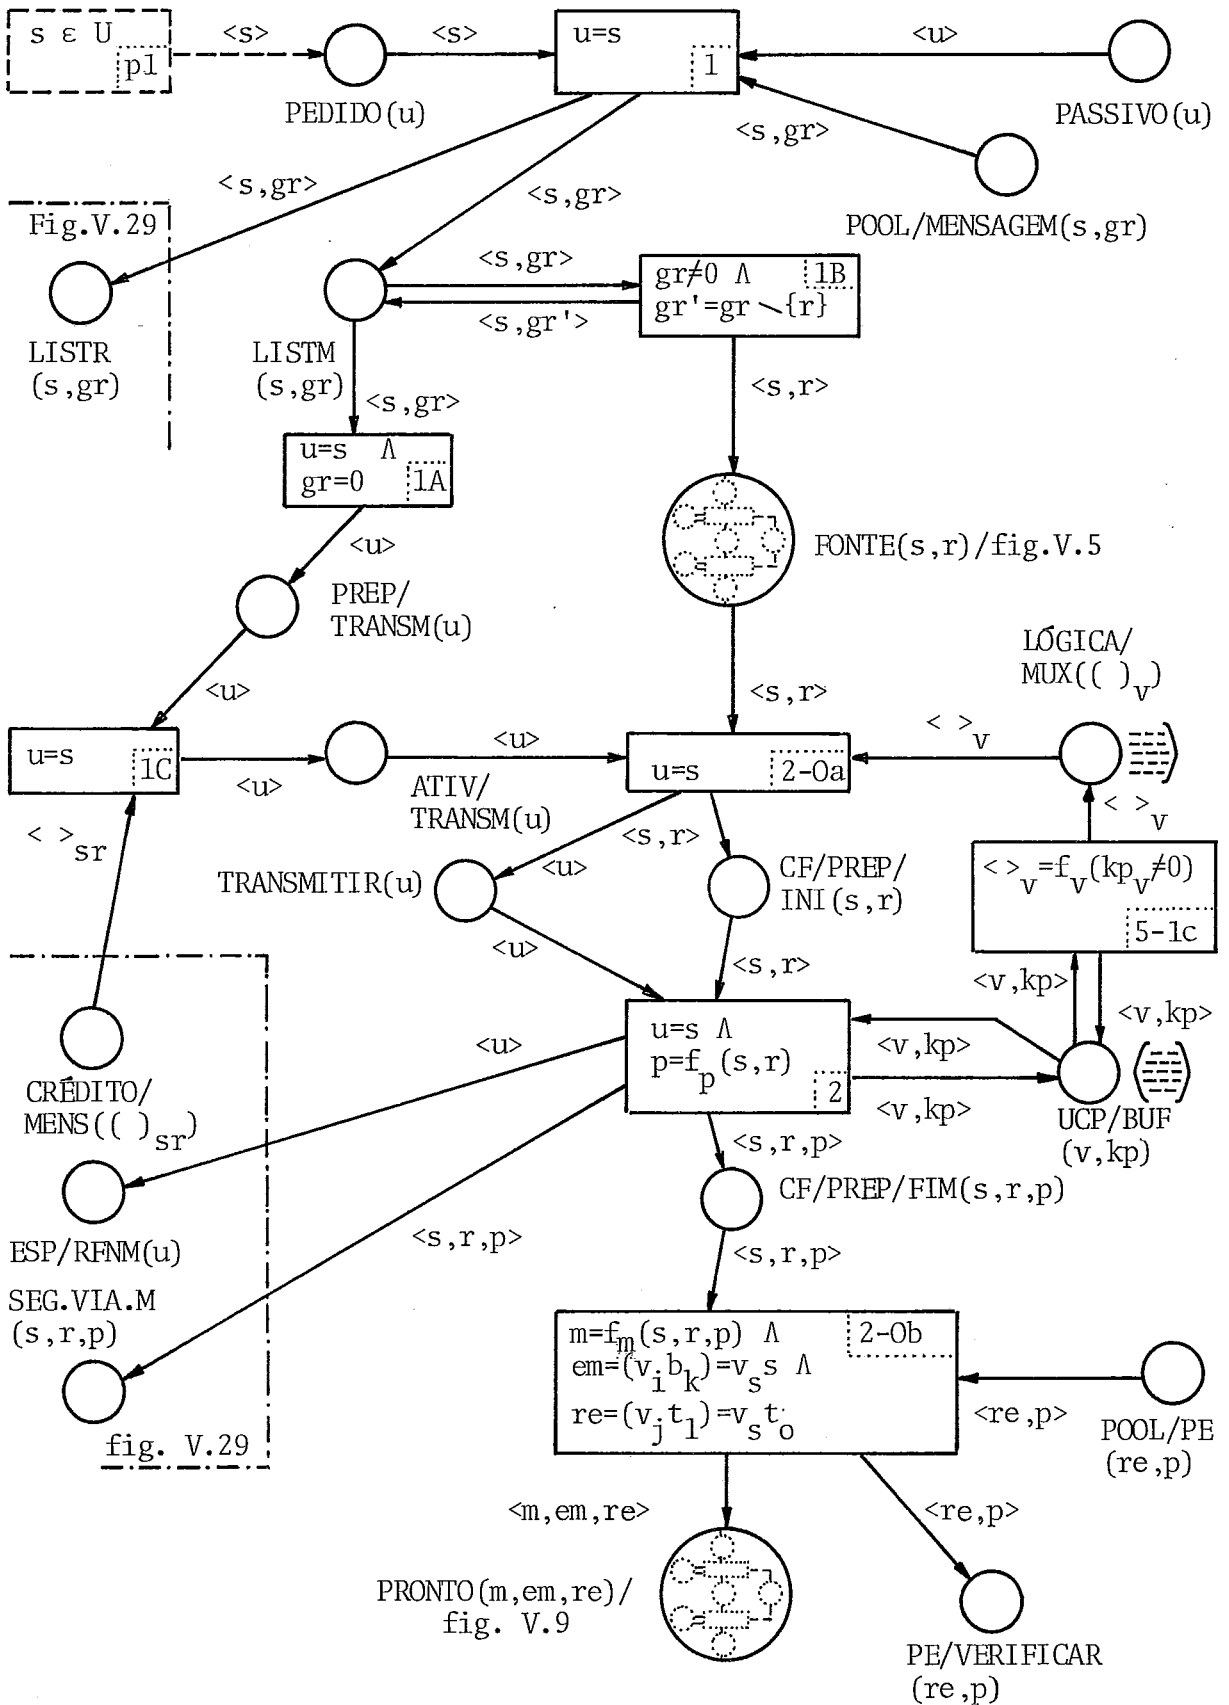 s ε U
p1
<s>
<s>
u=s
1
<u>
PEDIDO(u)
PASSIVO(u)
<s,gr>
<s,gr>
<s,gr>
POOL/MENSAGEM(s,gr)
Fig.V.29
<s,gr>
gr≠0 Λ
1B
gr'=gr \ {r}
<s,gr'>
LISTR
(s,gr)
LISTM
(s,gr)
<s,gr>
<s,r>
u=s Λ
gr=0
1A
<u>
FONTE(s,r)/fig.V.5
PREP/
TRANSM(u)
LÓGICA/
MUX(( )v)
<u>
<s,r>
< >v
u=s
1C
<u>
<u>
u=s
2-0a
ATIV/
TRANSM(u)
< >v
< >sr
<s,r>
<u>
TRANSMITIR(u)
CF/PREP/
INI(s,r)
<>v=fv(kpv≠0)
5-1c
<u>
<s,r>
<v,kp>
<v,kp>
<u>
u=s Λ
p=fp(s,r)
2
<v,kp>
<v,kp>
CRÉDITO/
MENS(( )sr)
UCP/BUF
(v,kp)
<s,r,p>
CF/PREP/FIM(s,r,p)
ESP/RFNM(u)
<s,r,p>
<s,r,p>
SEG.VIA.M
(s,r,p)
m=fm(s,r,p) Λ
2-0b
em=(vibk)=vss Λ
re=(vjtl)=vsto
<re,p>
POOL/PE
(re,p)
fig. V.29
<m,em,re>
<re,p>
PRONTO(m,em,re)/
fig. V.9
PE/VERIFICAR
(re,p)